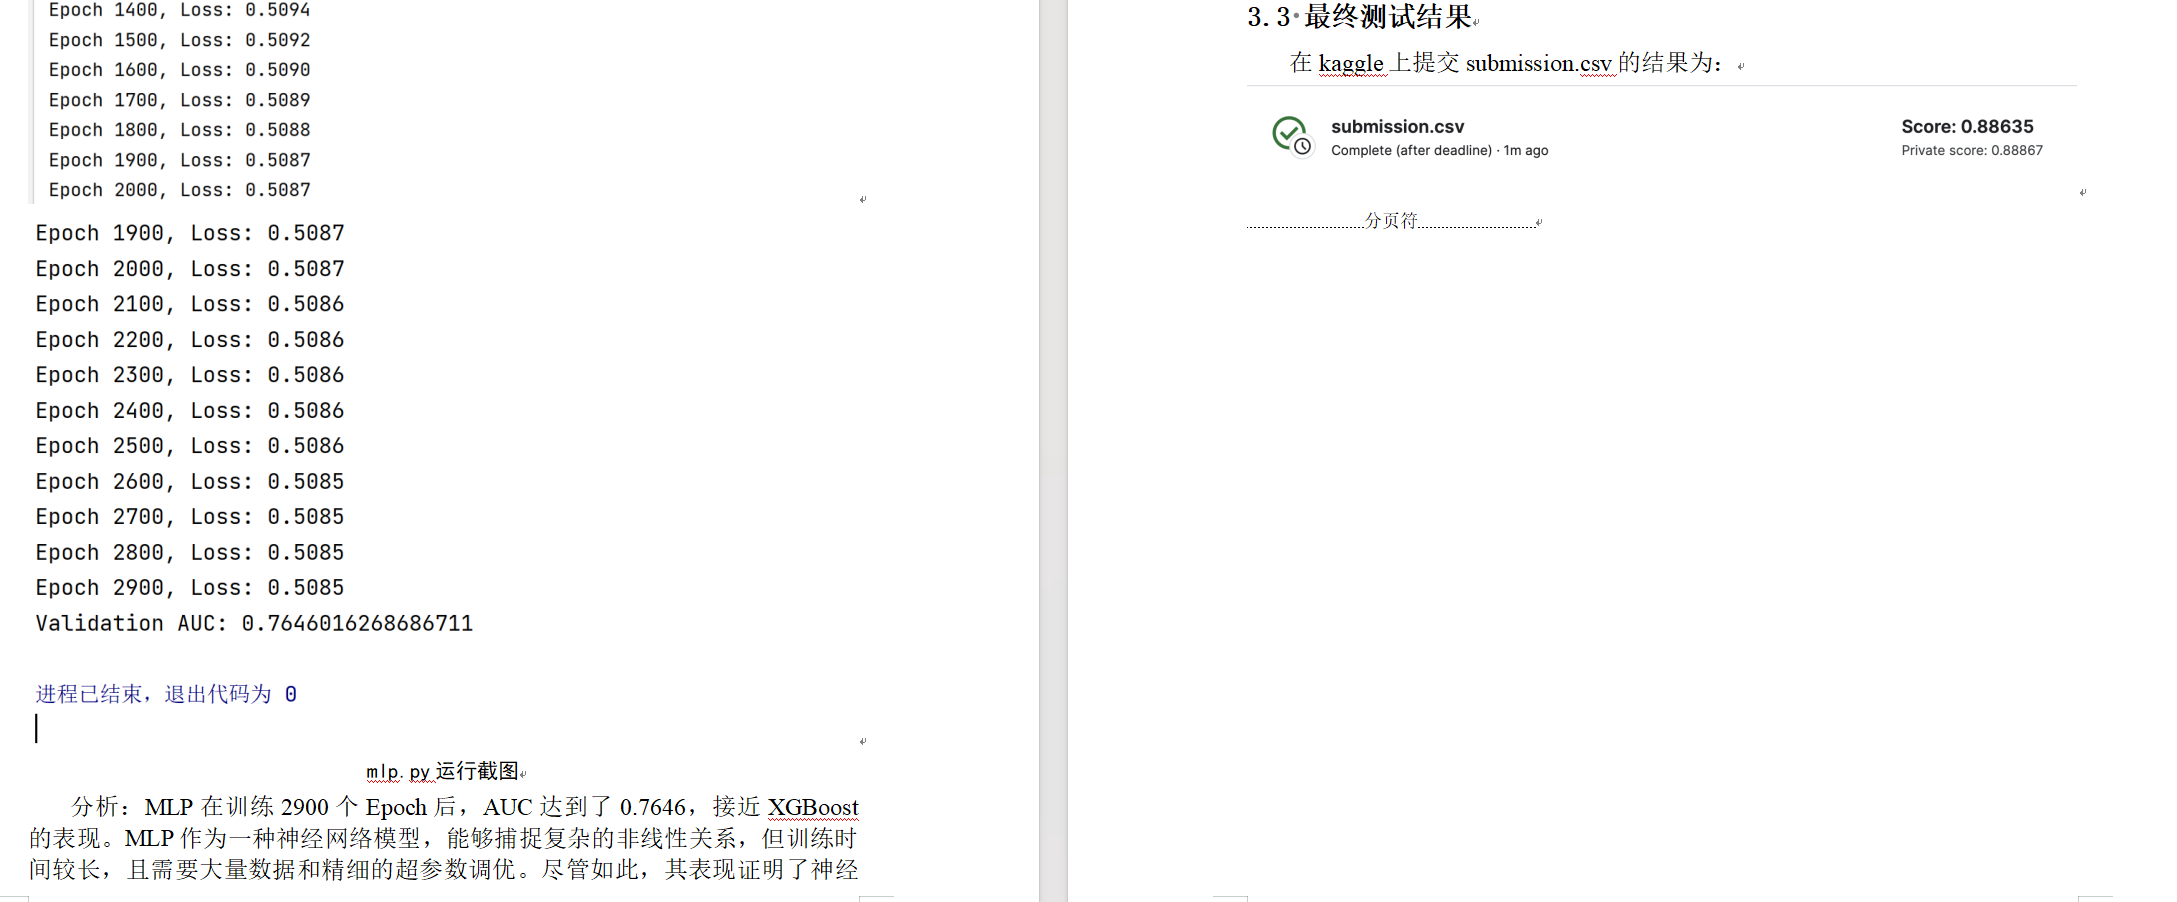 Epoch 1400, Loss: 0.5094
Epoch 1500, Loss: 0.5092
Epoch 1600, Loss: 0.5090
Epoch 1700, Loss: 0.5089
Epoch 1800, Loss: 0.5088
Epoch 1900, Loss: 0.5087
Epoch 2000, Loss: 0.5087
Epoch 1900, Loss: 0.5087
Epoch 2000, Loss: 0.5087
Epoch 2100, Loss: 0.5086
Epoch 2200, Loss: 0.5086
Epoch 2300, Loss: 0.5086
Epoch 2400, Loss: 0.5086
Epoch 2500, Loss: 0.5086
Epoch 2600, Loss: 0.5085
Epoch 2700, Loss: 0.5085
Epoch 2800, Loss: 0.5085
Epoch 2900, Loss: 0.5085
Validation AUC: 0.7646016268686711
进程已结束，退出代码为 0
mlp.py 运行截图
分析：MLP 在训练 2900 个 Epoch 后，AUC 达到了 0.7646，接近 XGBoost
的表现。MLP 作为一种神经网络模型，能够捕捉复杂的非线性关系，但训练时
间较长，且需要大量数据和精细的超参数调优。尽管如此，其表现证明了神经
3.3 最终测试结果
在 kaggle 上提交 submission.csv 的结果为：
submission.csv
Complete (after deadline) · 1m ago
Score: 0.88635
Private score: 0.88867
分页符